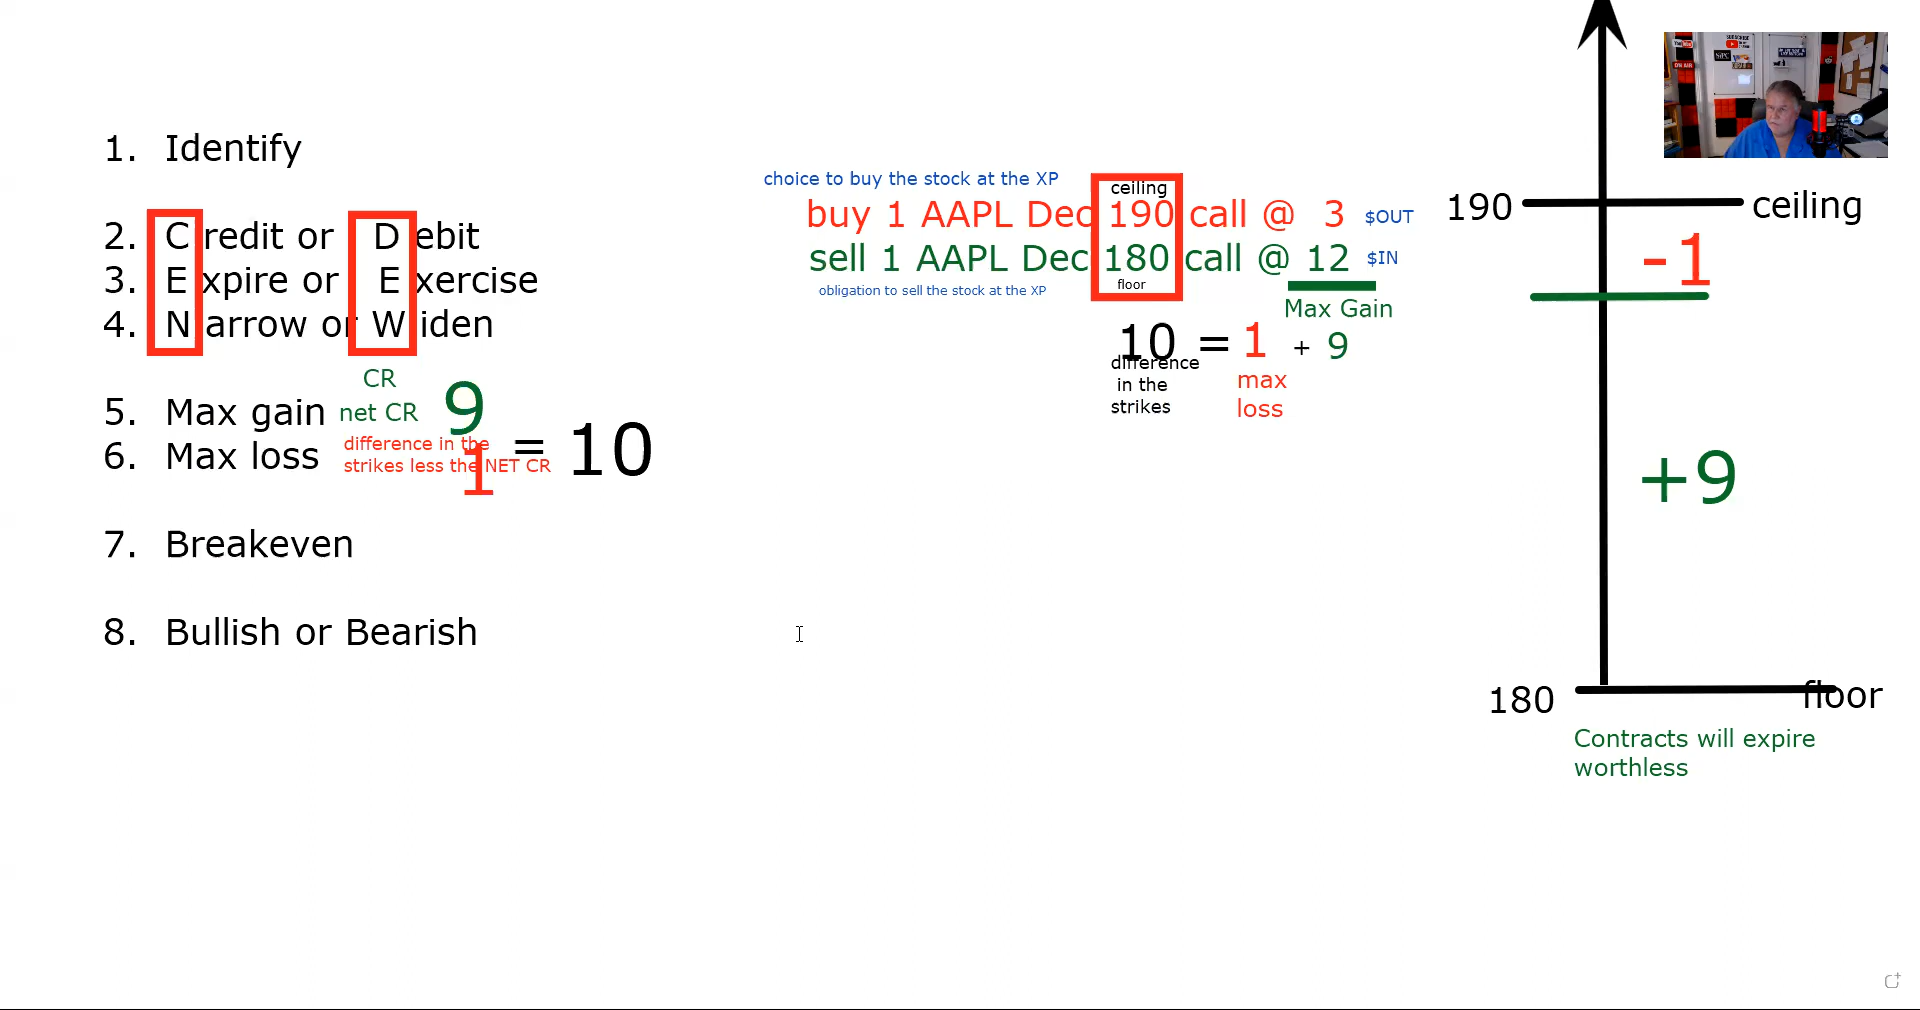 1. Identify
2. Credit or Debit
3. Expire or Exercise
4. Narrow or Widen
CR
5. Max gain net CR 9
6. Max loss difference in the strikes less the NET CR 1
= 10
7. Breakeven
8. Bullish or Bearish
choice to buy the stock at the XP
ceiling
buy 1 AAPL Dec 190 call @ 3 $OUT
sell 1 AAPL Dec 180 call @ 12 $IN
obligation to sell the stock at the XP
floor
Max Gain
10 = 1 + 9
difference
in the
strikes
max
loss
190 ceiling
-1
+9
180 floor
Contracts will expire
worthless
SUBSCRIBE
ON AIR